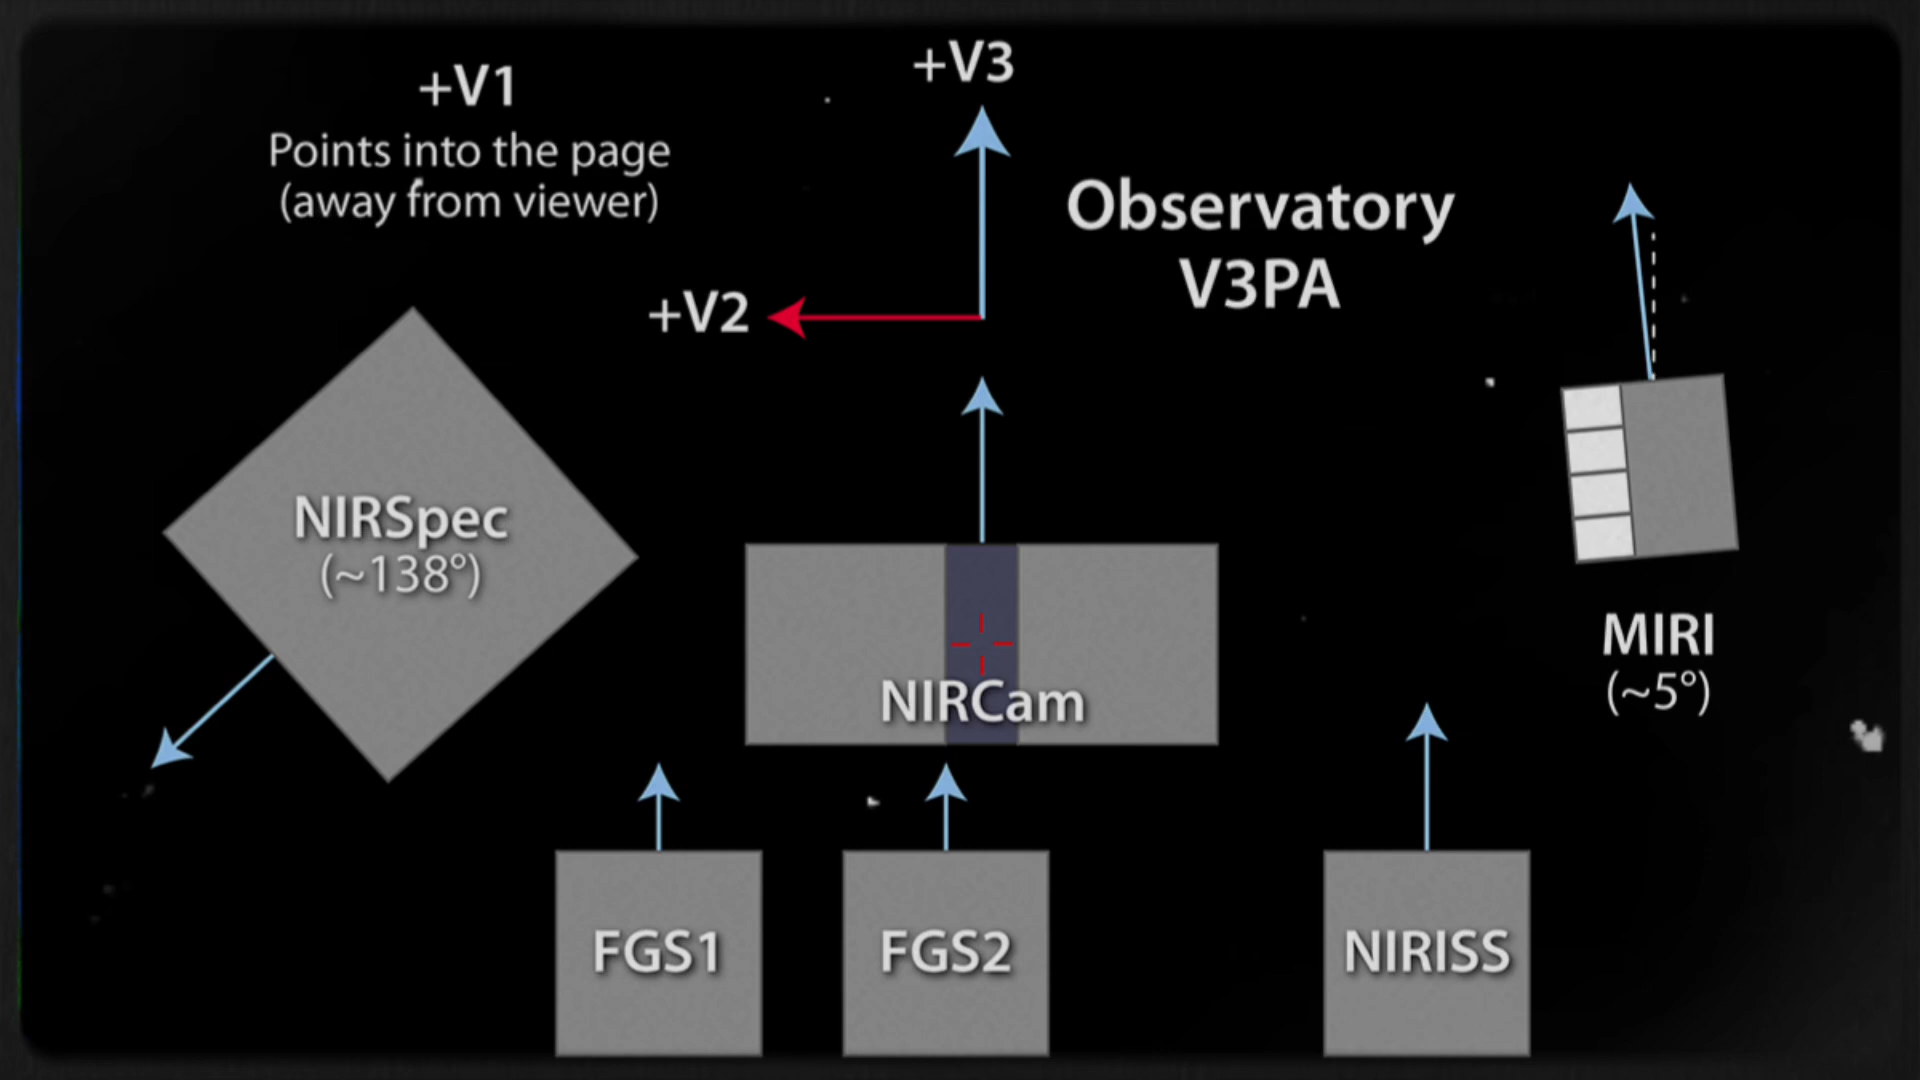 +V1
Points into the page
(away from viewer)
+V3
Observatory
V3PA
+V2
NIRSpec
(~138°)
NIRCam
MIRI
(~5°)
FGS1
FGS2
NIRISS